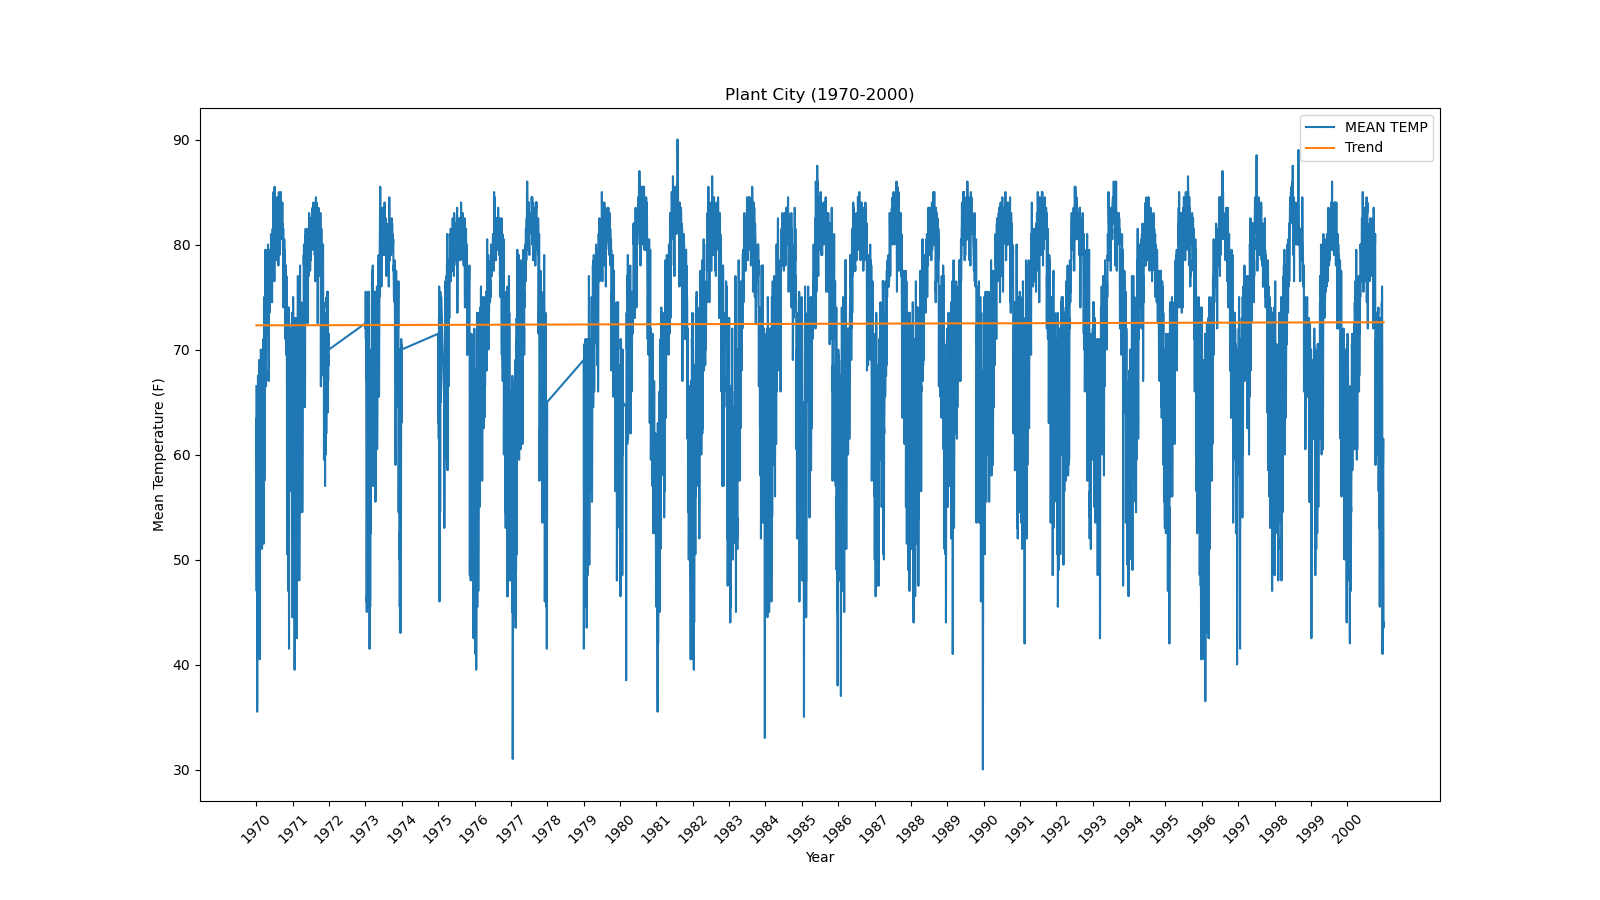 Plant City (1970-2000)
MEAN TEMP
Trend
90
80
70
60
50
40
30
Mean Temperature (F)
1970 1971 1972 1973 1974 1975 1976 1977 1978 1979 1980 1981 1982 1983 1984 1985 1986 1987 1988 1989 1990 1991 1992 1993 1994 1995 1996 1997 1998 1999 2000
Year